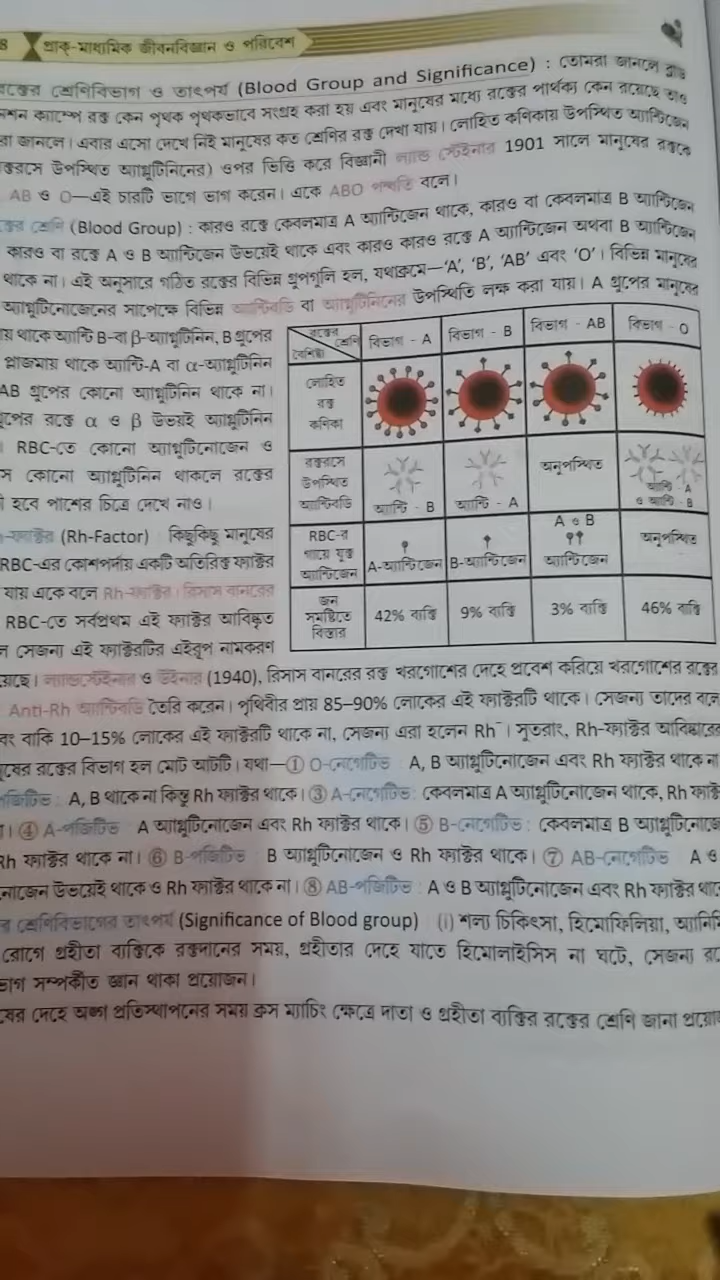 8 প্রাক্-মাধ্যমিক জীবনবিজ্ঞান ও পরিবেশ
শ্রেণিবিভাগ ও তাৎপর্য (Blood Group and Significance) : তোমরা জানলে ব্লাড
ক্যাম্পে রক্ত কেন পৃথক পৃথকভাবে সংগ্রহ করা হয় এবং মানুষের মধ্যে রক্তের পার্থক্য কেন রয়েছে তাও
জানলে। এবার এসো দেখে নিই মানুষের কত শ্রেণির রক্ত দেখা যায়। লোহিত কণিকায় উপস্থিত অ্যান্টিজেন
উপস্থিত অ্যাগ্লুটিনিনের) ওপর ভিত্তি করে বিজ্ঞানী ল্যান্ড স্টেইনার 1901 সালে মানুষের রক্তকে
AB ও O—এই চারটি ভাগে ভাগ করেন। একে ABO পদ্ধতি বলে।
শ্রেণি (Blood Group) : কারও রক্তে কেবলমাত্র A অ্যান্টিজেন থাকে, কারও বা কেবলমাত্র B অ্যান্টিজেন
কারও বা রক্তে A ও B অ্যান্টিজেন উভয়েই থাকে এবং কারও কারও রক্তে A অ্যান্টিজেন অথবা B অ্যান্টিজেন
থাকে না। এই অনুসারে গঠিত রক্তের বিভিন্ন গ্রুপগুলি হল, যথাক্রমে—‘A’, ‘B’, ‘AB’ এবং ‘O’। বিভিন্ন মানুষের
অ্যাগ্লুটিনোজেনের সাপেক্ষে বিভিন্ন অ্যান্টিবডি বা অ্যাগ্লুটিনিনের উপস্থিতি লক্ষ করা যায়। A গ্রুপের মানুষের
থাকে অ্যান্টি B-বা β-অ্যাগ্লুটিনিন, B গ্রুপের
প্লাজমায় থাকে অ্যান্টি-A বা α-অ্যাগ্লুটিনিন
AB গ্রুপের কোনো অ্যাগ্লুটিনিন থাকে না।
রক্তে α ও β উভয়ই অ্যাগ্লুটিনিন
RBC-তে কোনো অ্যাগ্লুটিনোজেন ও
কোনো অ্যাগ্লুটিনিন থাকলে রক্তের
হবে পাশের চিত্রে দেখে নাও।
(Rh-Factor) : কিছুকিছু মানুষের
RBC-এর কোশপর্দায় একটি অতিরিক্ত ফ্যাক্টর
যায় একে বলে Rh-ফ্যাক্টর। রিসাস বানরের
RBC-তে সর্বপ্রথম এই ফ্যাক্টর আবিষ্কৃত
সেজন্য এই ফ্যাক্টরটির এইরূপ নামকরণ
রক্তের শ্রেণি বৈশিষ্ট্য বিভাগ - A বিভাগ - B বিভাগ - AB বিভাগ - O
লোহিত রক্ত কণিকা
রক্তরসে উপস্থিত অ্যান্টিবডি অ্যান্টি - B অ্যান্টি - A অনুপস্থিত অ্যান্টি - A ও অ্যান্টি - B
RBC-র গায়ে যুক্ত অ্যান্টিজেন A-অ্যান্টিজেন B-অ্যান্টিজেন A ও B অ্যান্টিজেন অনুপস্থিত
জন সমষ্টিতে বিস্তার 42% ব্যক্তি 9% ব্যক্তি 3% ব্যক্তি 46% ব্যক্তি
ল্যান্ডস্টেইনার ও উইনার (1940), রিসাস বানরের রক্ত খরগোশের দেহে প্রবেশ করিয়ে খরগোশের রক্তের
Anti-Rh অ্যান্টিবডি তৈরি করেন। পৃথিবীর প্রায় 85–90% লোকের এই ফ্যাক্টরটি থাকে। সেজন্য তাদের বলে
বাকি 10–15% লোকের এই ফ্যাক্টরটি থাকে না, সেজন্য এরা হলেন Rh⁻। সুতরাং, Rh-ফ্যাক্টর আবিষ্কারের
রক্তের বিভাগ হল মোট আটটি। যথা—① O-নেগেটিভ : A, B অ্যাগ্লুটিনোজেন এবং Rh ফ্যাক্টর থাকে না
A, B থাকে না কিন্তু Rh ফ্যাক্টর থাকে। ③ A-নেগেটিভ : কেবলমাত্র A অ্যাগ্লুটিনোজেন থাকে, Rh
④ A-পজিটিভ : A অ্যাগ্লুটিনোজেন এবং Rh ফ্যাক্টর থাকে। ⑤ B-নেগেটিভ : কেবলমাত্র B
Rh ফ্যাক্টর থাকে না। ⑥ B-পজিটিভ : B অ্যাগ্লুটিনোজেন ও Rh ফ্যাক্টর থাকে। ⑦ AB-নেগেটিভ : A ও
উভয়েই থাকে ও Rh ফ্যাক্টর থাকে না। ⑧ AB-পজিটিভ : A ও B অ্যাগ্লুটিনোজেন এবং Rh ফ্যাক্টর
শ্রেণিবিভাগের তাৎপর্য (Significance of Blood group) : (i) শল্য চিকিৎসা, হিমোফিলিয়া,
রোগে গ্রহীতা ব্যক্তিকে রক্তদানের সময়, গ্রহীতার দেহে যাতে হিমোলাইসিস না ঘটে, সেজন্য
সম্পর্কীত জ্ঞান থাকা প্রয়োজন।
দেহে অঙ্গ প্রতিস্থাপনের সময় ক্রস ম্যাচিং ক্ষেত্রে দাতা ও গ্রহীতা ব্যক্তির রক্তের শ্রেণি জানা